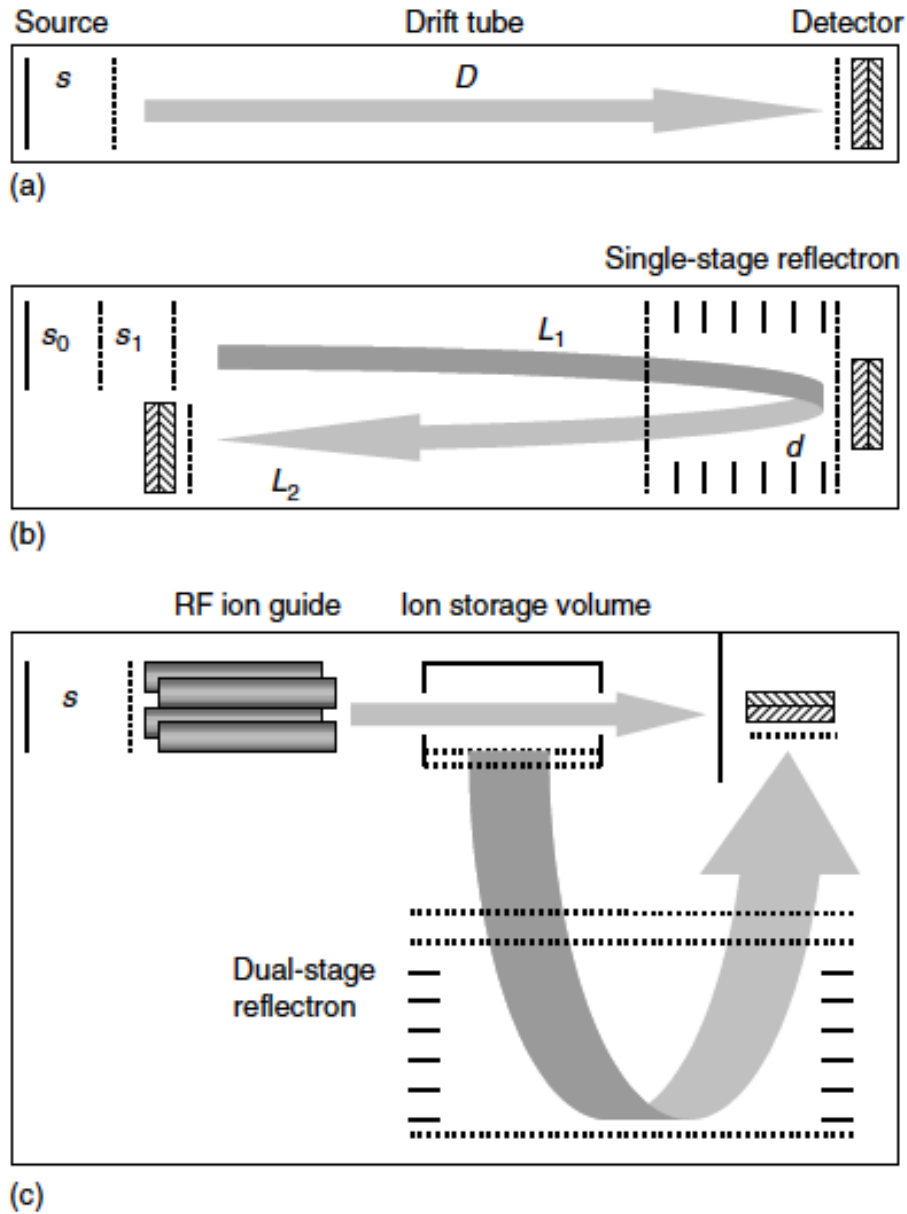 Source Drift tube Detector
s D
(a)
Single-stage reflectron
s0 s1 L1
d
L2
(b)
RF ion guide Ion storage volume
s
Dual-stage
reflectron
(c)